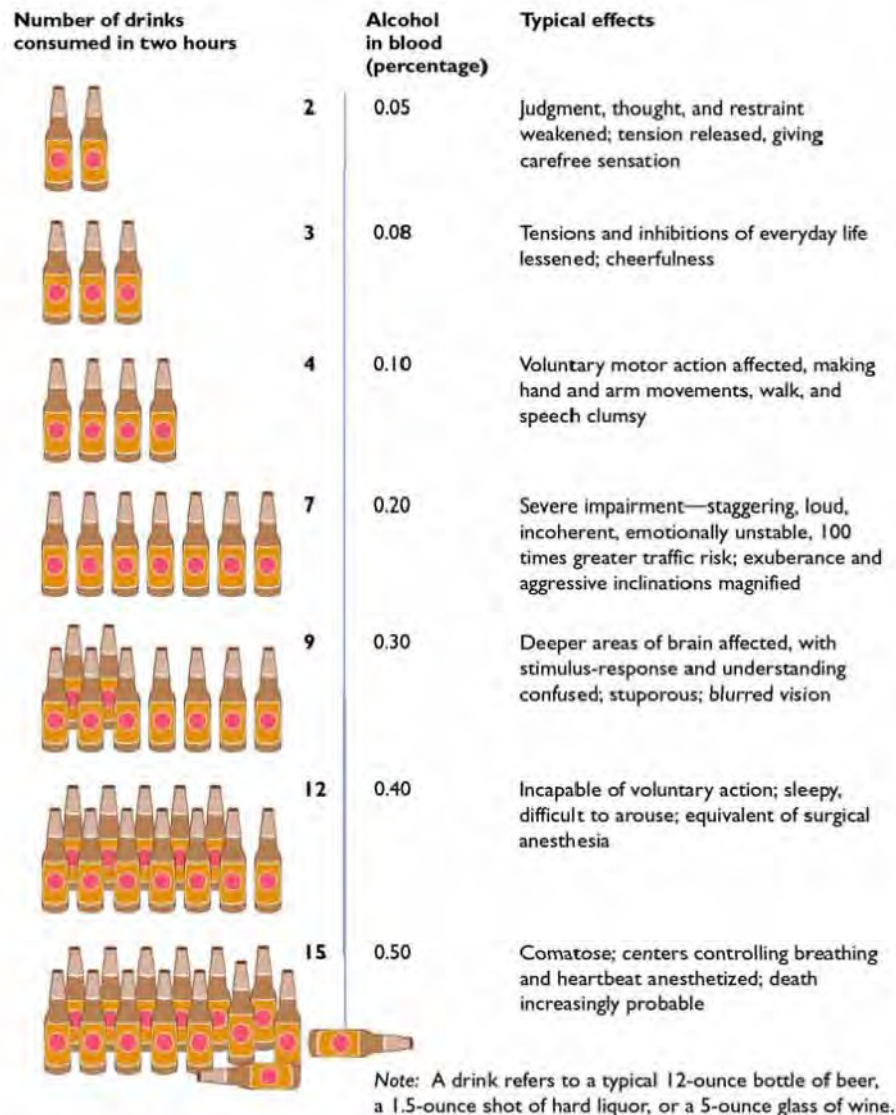 Number of drinks
consumed in two hours
Alcohol
in blood
(percentage)
Typical effects
2
0.05
Judgment, thought, and restraint
weakened; tension released, giving
carefree sensation
3
0.08
Tensions and inhibitions of everyday life
lessened; cheerfulness
4
0.10
Voluntary motor action affected, making
hand and arm movements, walk, and
speech clumsy
7
0.20
Severe impairment—staggering, loud,
incoherent, emotionally unstable, 100
times greater traffic risk; exuberance and
aggressive inclinations magnified
9
0.30
Deeper areas of brain affected, with
stimulus-response and understanding
confused; stuporous; blurred vision
12
0.40
Incapable of voluntary action; sleepy,
difficult to arouse; equivalent of surgical
anesthesia
15
0.50
Comatose; centers controlling breathing
and heartbeat anesthetized; death
increasingly probable
Note: A drink refers to a typical 12-ounce bottle of beer,
a 1.5-ounce shot of hard liquor, or a 5-ounce glass of wine.